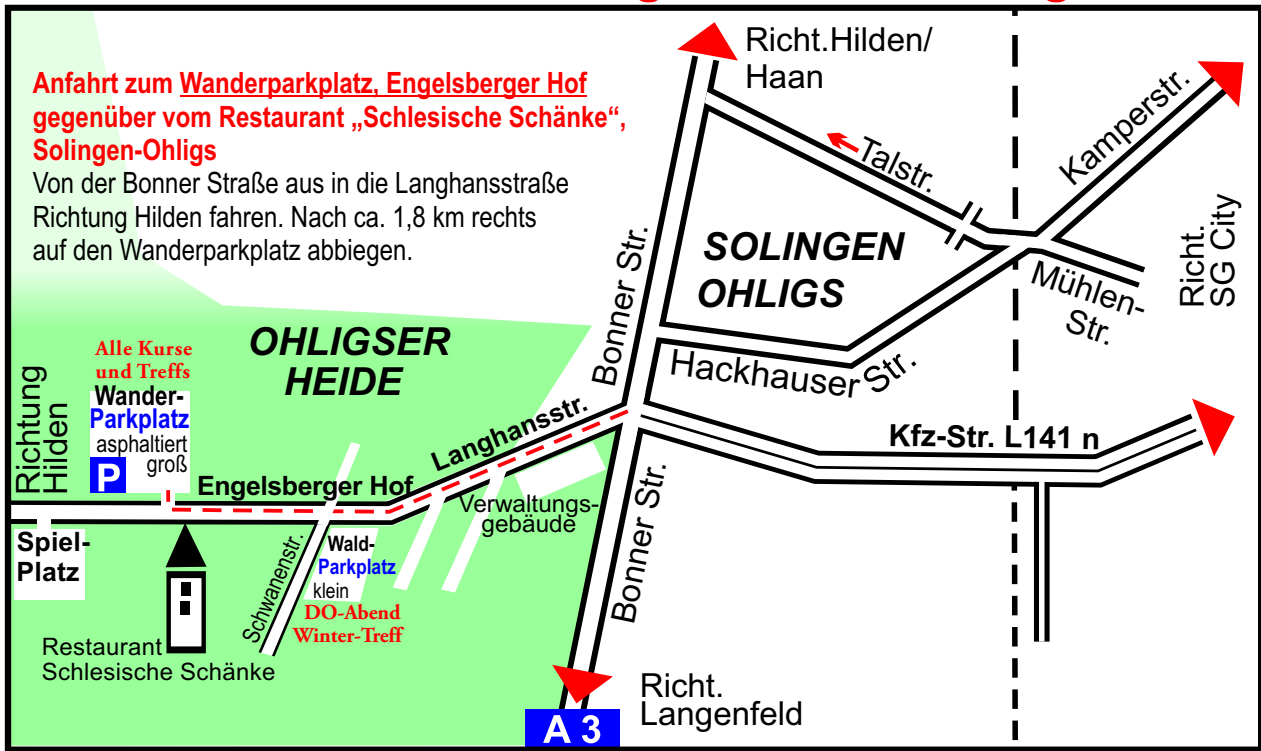 Anfahrt zum Wanderparkplatz, Engelsberger Hof
gegenüber vom Restaurant „Schlesische Schänke“,
Solingen-Ohligs
Von der Bonner Straße aus in die Langhansstraße
Richtung Hilden fahren. Nach ca. 1,8 km rechts
auf den Wanderparkplatz abbiegen.
Richt.Hilden/
Haan
Talstr.
Kamperstr.
Richt.
SG City
SOLINGEN
OHLIGS
Mühlen-
Str.
Bonner Str.
Hackhauser Str.
OHLIGSER
HEIDE
Alle Kurse
und Treffs
Wander-
Parkplatz
asphaltiert
groß
P
Richtung
Hilden
Langhansstr.
Kfz-Str. L141 n
Engelsberger Hof
Verwaltungs-
gebäude
Bonner Str.
Spiel-
Platz
Schwanenstr.
Wald-
Parkplatz
klein
DO-Abend
Winter-Treff
Restaurant
Schlesische Schänke
Richt.
Langenfeld
A 3